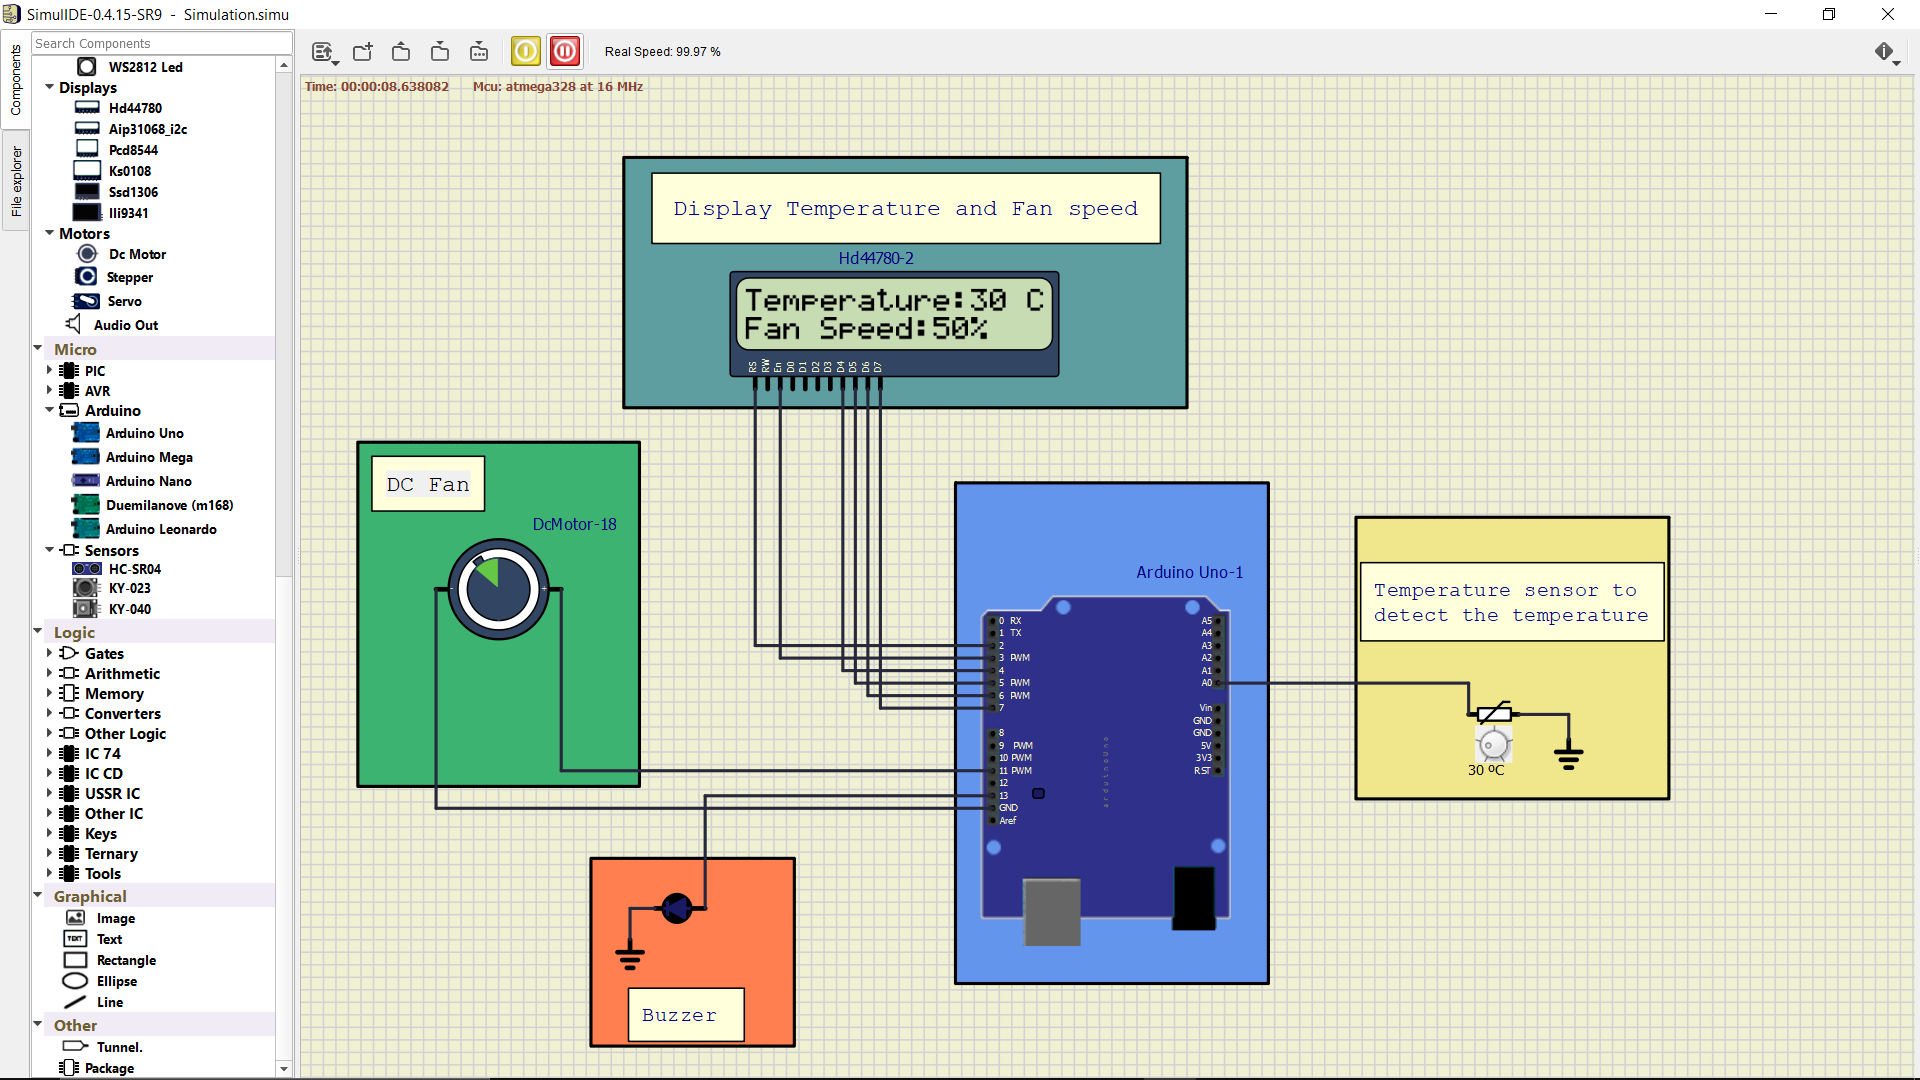 SimulIDE-0.4.15-SR9 - Simulation.simu
Components
File explorer
Search Components
WS2812 Led
Displays
Hd44780
Aip31068_i2c
Pcd8544
Ks0108
Ssd1306
Ili9341
Motors
Dc Motor
Stepper
Servo
Audio Out
Micro
PIC
AVR
Arduino
Arduino Uno
Arduino Mega
Arduino Nano
Duemilanove (m168)
Arduino Leonardo
Sensors
HC-SR04
KY-023
KY-040
Logic
Gates
Arithmetic
Memory
Converters
Other Logic
IC 74
IC CD
USSR IC
Other IC
Keys
Ternary
Tools
Graphical
Image
TEXT Text
Rectangle
Ellipse
Line
Other
Tunnel.
Package
Real Speed: 99.97 %
Time: 00:00:08.638082 Mcu: atmega328 at 16 MHz
Display Temperature and Fan speed
Hd44780-2
Temperature:30 C
Fan Speed:50%
RS RW En D0 D1 D2 D3 D4 D5 D6 D7
DC Fan
DcMotor-18
- +
Arduino Uno-1
0 RX
1 TX
2
3 PWM
4
5 PWM
6 PWM
7
8
9 PWM
10 PWM
11 PWM
12
13
GND
Aref
A5
A4
A3
A2
A1
A0
Vin
GND
GND
5V
3V3
RST
arduinoUno
Temperature sensor to
detect the temperature
30 ºC
Buzzer